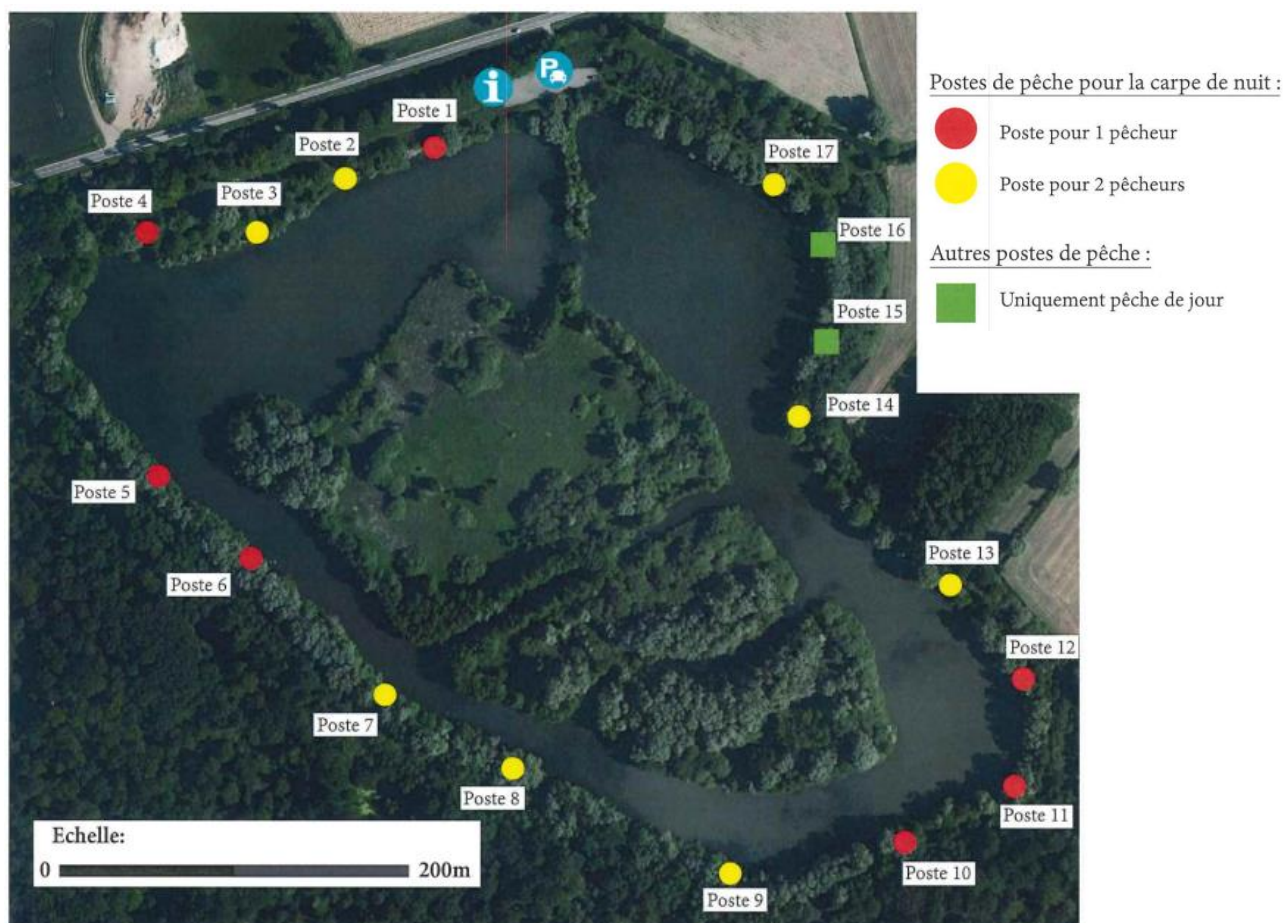 Postes de pêche pour la carpe de nuit :
Poste pour 1 pêcheur
Poste pour 2 pêcheurs
Autres postes de pêche :
Uniquement pêche de jour
i
P
Poste 1
Poste 2
Poste 3
Poste 4
Poste 5
Poste 6
Poste 7
Poste 8
Poste 9
Poste 10
Poste 11
Poste 12
Poste 13
Poste 14
Poste 15
Poste 16
Poste 17
Echelle:
0 200m